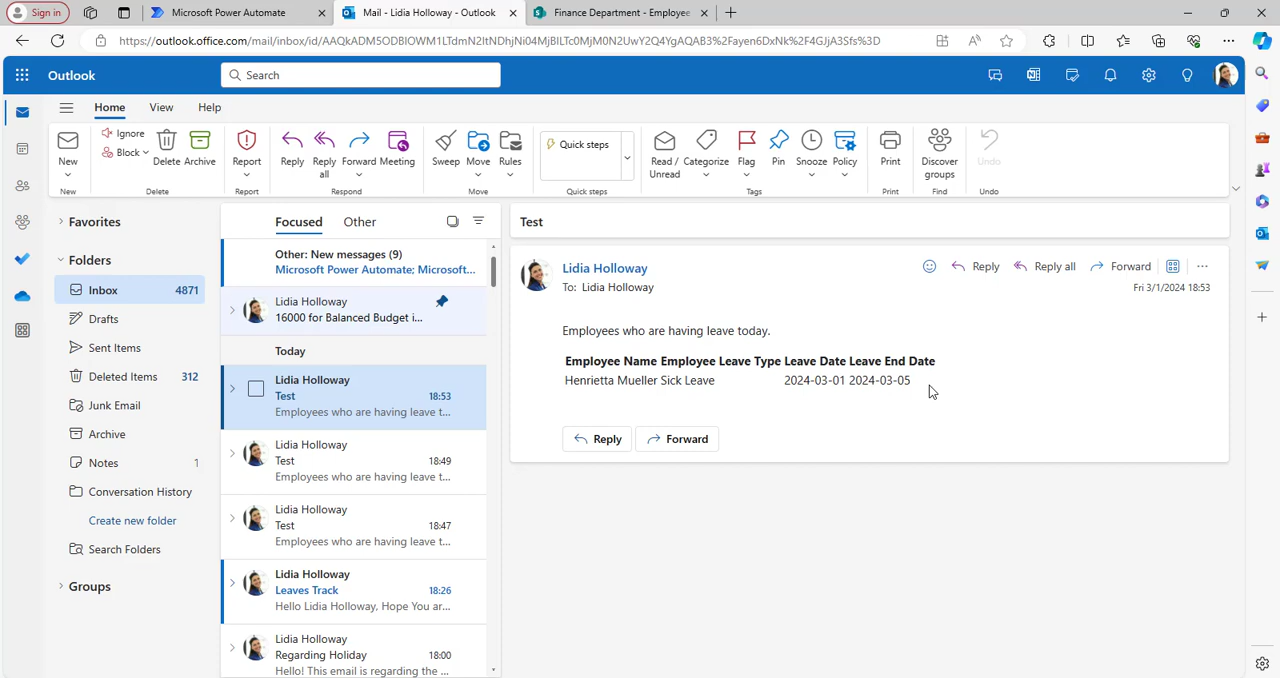 Sign in
Microsoft Power Automate
Mail - Lidia Holloway - Outlook
Finance Department - Employee
https://outlook.office.com/mail/inbox/id/AAQkADM5ODBIOWM1LTdmN2ItNDhjNi04MjBILTc0MjM0N2UwY2Q4YgAQAB3%2Fayen6DxNk%2F4GJjA3Sfs%3D
Outlook
Search
Home View Help
New
Ignore
Block
Delete
Archive
Report
Reply
Reply all
Forward
Meeting
Sweep
Move
Rules
Quick steps
Read / Unread
Categorize
Flag
Pin
Snooze
Policy
Print
Discover groups
Undo
New Delete Report Respond Move Quick steps Tags Print Find Undo
Favorites
Folders
Inbox 4871
Drafts
Sent Items
Deleted Items 312
Junk Email
Archive
Notes 1
Conversation History
Create new folder
Search Folders
Groups
Focused Other
Other: New messages (9)
Microsoft Power Automate; Microsoft...
Lidia Holloway
16000 for Balanced Budget i...
Today
Lidia Holloway
Test 18:53
Employees who are having leave t...
Lidia Holloway
Test 18:49
Employees who are having leave t...
Lidia Holloway
Test 18:47
Employees who are having leave t...
Lidia Holloway
Leaves Track 18:26
Hello Lidia Holloway, Hope You ar...
Lidia Holloway
Regarding Holiday 18:00
Hello! This email is regarding the ...
Test
Lidia Holloway
To: Lidia Holloway
Reply Reply all Forward
Fri 3/1/2024 18:53
Employees who are having leave today.
Employee Name Employee Leave Type Leave Date Leave End Date
Henrietta Mueller Sick Leave 2024-03-01 2024-03-05
Reply Forward